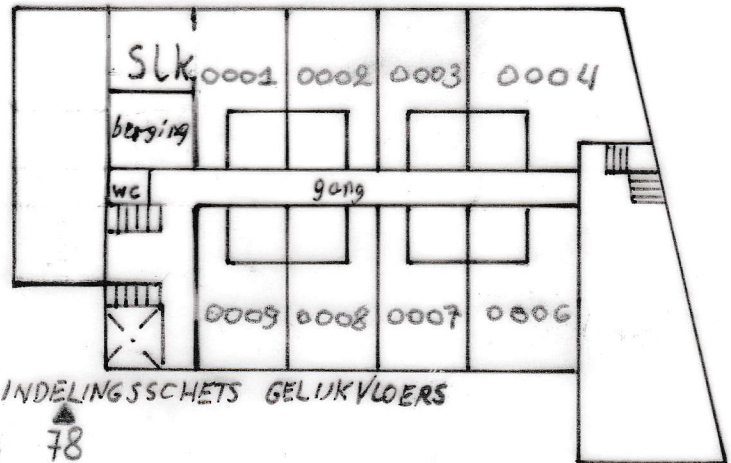 Slk 0001 0002 0003 0004
berging
wc gang
0009 0008 0007 0006
INDELINGSSCHETS GELIJKVLOERS
78